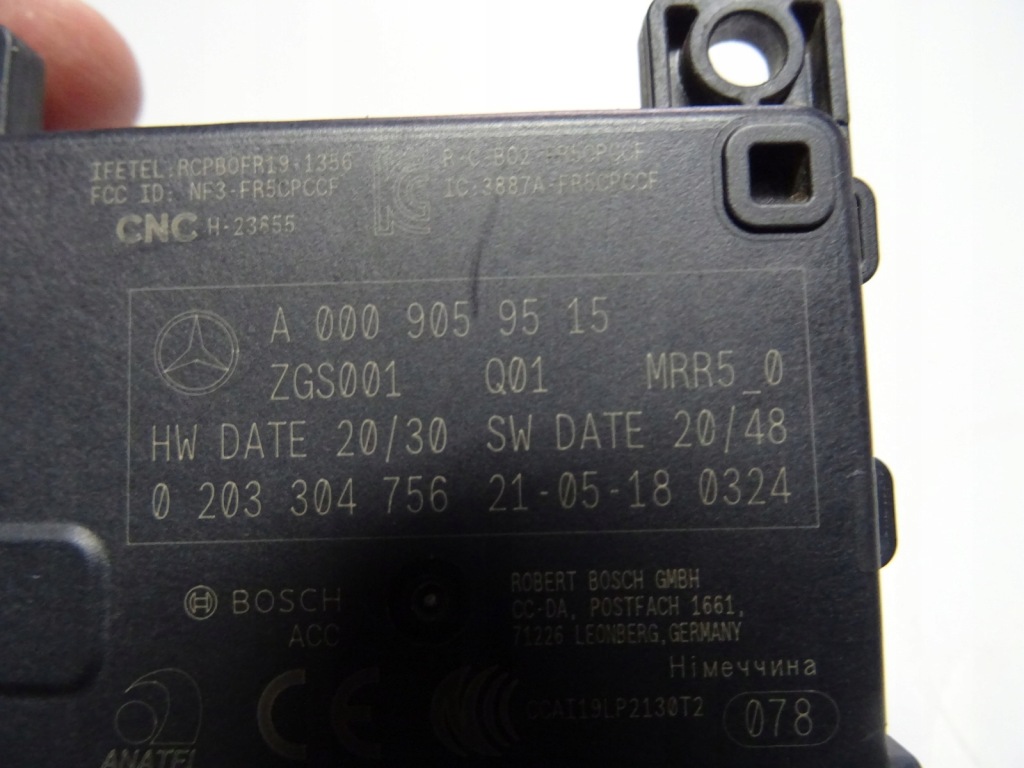 IFETEL: RCPBOFR19-1356
FCC ID: NF3-FR5CPCCF
IC: 3887A-FR5CPCCF
CNC H-23655
A 000 905 95 15
ZGS001 Q01 MRR5_0
HW DATE 20/30 SW DATE 20/48
0 203 304 756 21-05-18 0324
BOSCH
ACC
ROBERT BOSCH GMBH
CC-DA, POSTFACH 1661,
71226 LEONBERG, GERMANY
Німеччина
CE
CCAI19LP2130T2
078
ANATEL